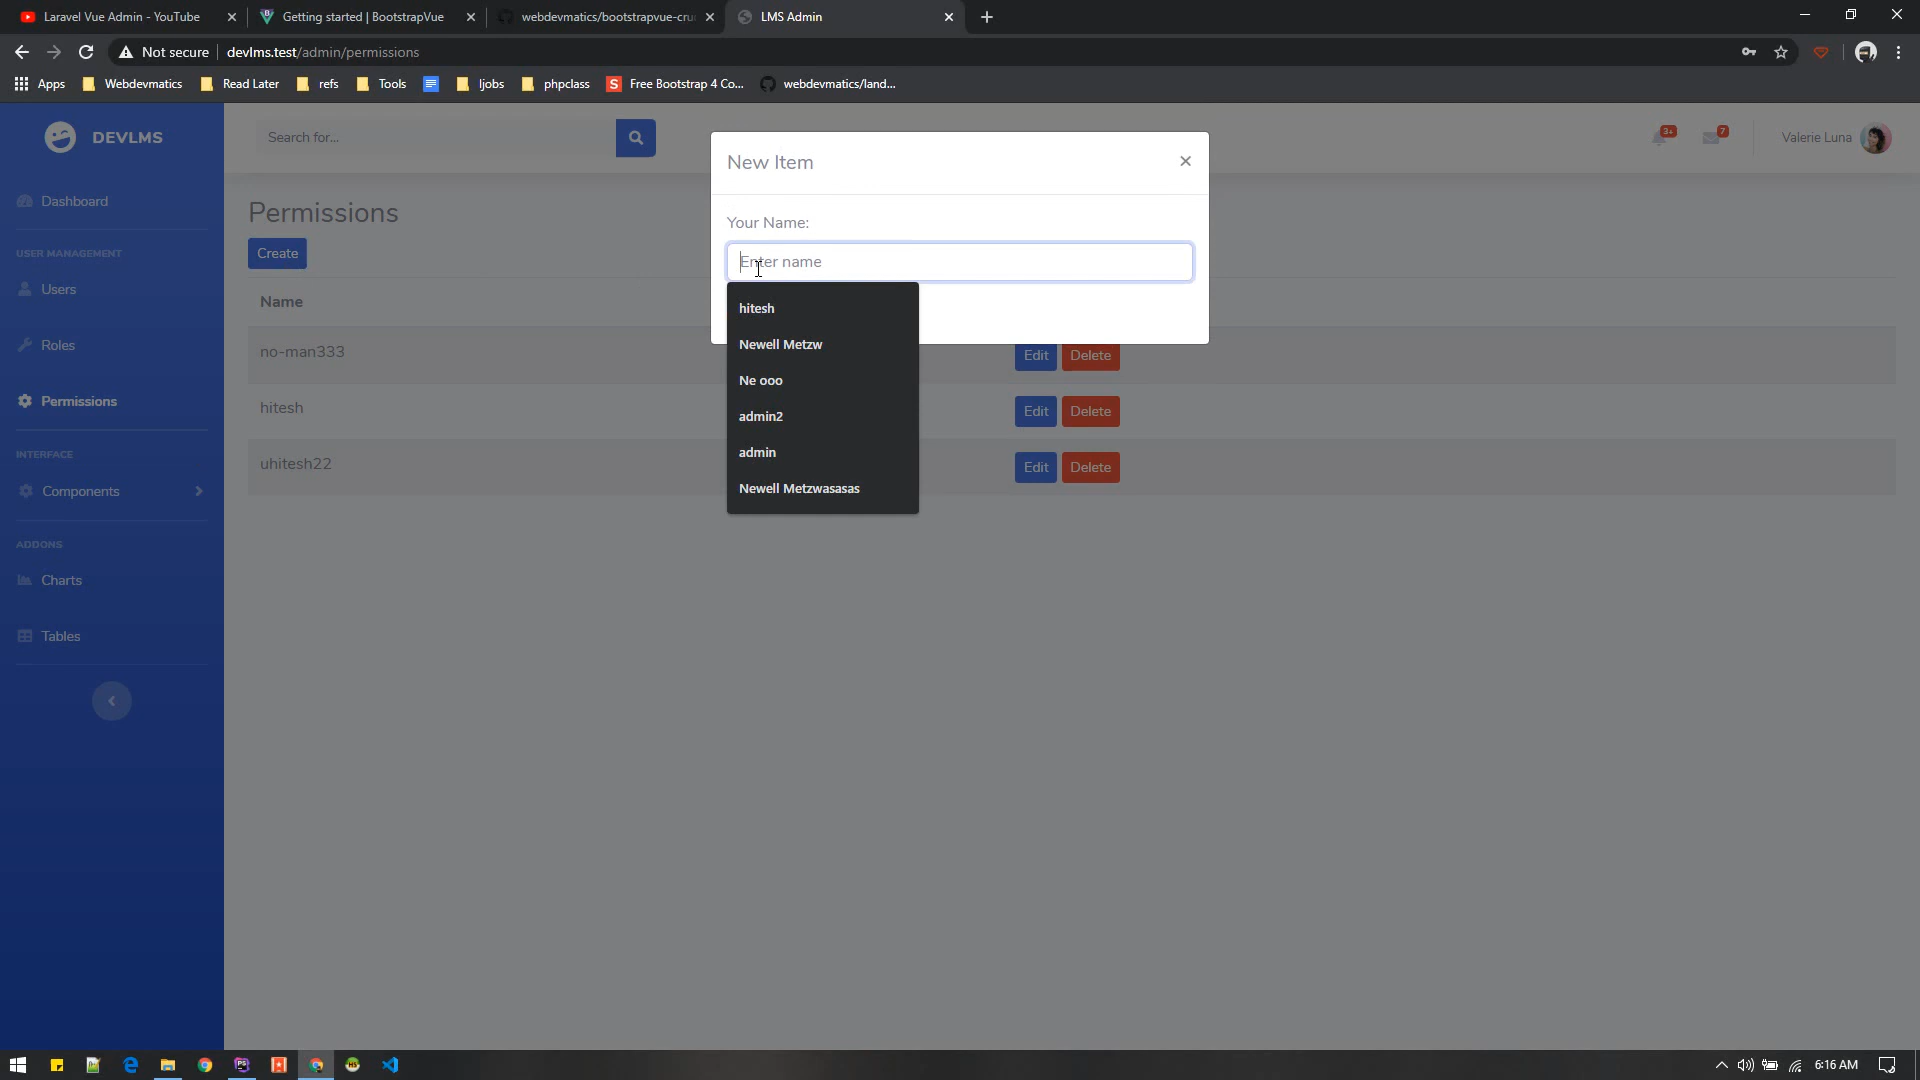 Laravel Vue Admin - YouTube
Getting started | BootstrapVue
webdevmatics/bootstrapvue-cru
LMS Admin
Not secure
devlms.test/admin/permissions
Apps
Webdevmatics
Read Later
refs
Tools
ljobs
phpclass
S
Free Bootstrap 4 Co...
webdevmatics/land...
DEVLMS
Search for...
3+
7
Valerie Luna
New Item
×
Your Name:
Enter name
hitesh
Newell Metzw
Ne ooo
admin2
admin
Newell Metzwasasas
Dashboard
USER MANAGEMENT
Users
Roles
Permissions
INTERFACE
Components
ADDONS
Charts
Tables
Permissions
Create
Name
no-man333
Edit
Delete
hitesh
Edit
Delete
uhitesh22
Edit
Delete
6:16 AM